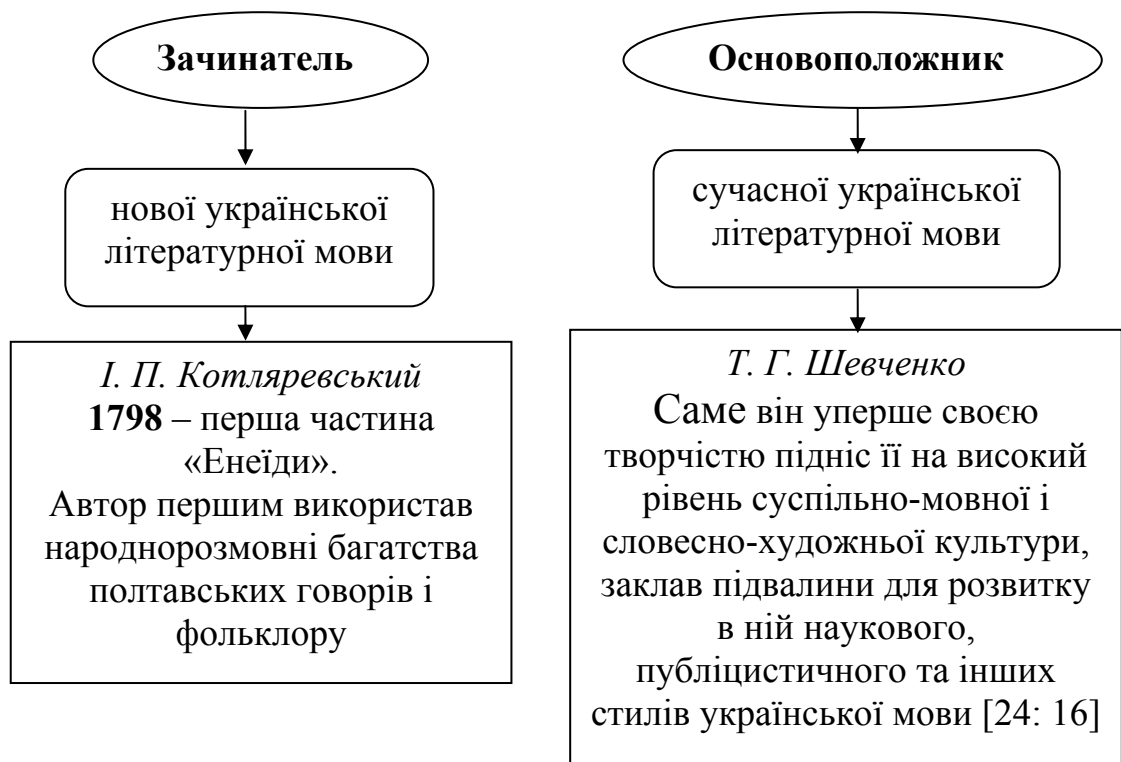 Зачинатель
нової української
літературної мови
І. П. Котляревський
1798 – перша частина
«Енеїди».
Автор першим використав
народнорозмовні багатства
полтавських говорів і
фольклору
Основоположник
сучасної української
літературної мови
Т. Г. Шевченко
Саме він уперше своєю
творчістю підніс її на високий
рівень суспільно-мовної і
словесно-художньої культури,
заклав підвалини для розвитку
в ній наукового,
публіцистичного та інших
стилів української мови [24: 16]